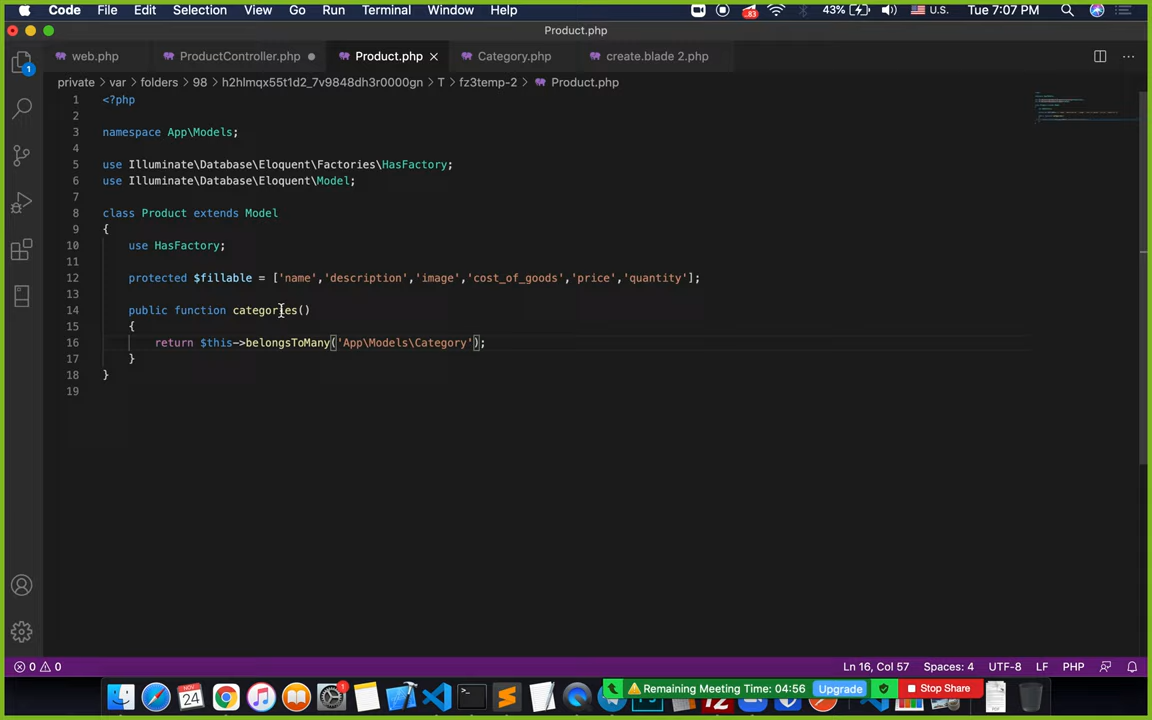 Code File Edit Selection View Go Run Terminal Window Help .83 43% U.S. Tue 7:07 PM
Product.php
web.php ProductController.php Product.php Category.php create.blade 2.php
private > var > folders > 98 > h2hlmqx55t1d2_7v9848dh3r0000gn > T > fz3temp-2 > Product.php
1 <?php
2
3 namespace App\Models;
4
5 use Illuminate\Database\Eloquent\Factories\HasFactory;
6 use Illuminate\Database\Eloquent\Model;
7
8 class Product extends Model
9 {
10 use HasFactory;
11
12 protected $fillable = ['name','description','image','cost_of_goods','price','quantity'];
13
14 public function categories()
15 {
16 return $this->belongsToMany('App\Models\Category');
17 }
18 }
19
1
0 0 Ln 16, Col 57 Spaces: 4 UTF-8 LF PHP
NOV 24 1 Remaining Meeting Time: 04:56 Upgrade Stop Share